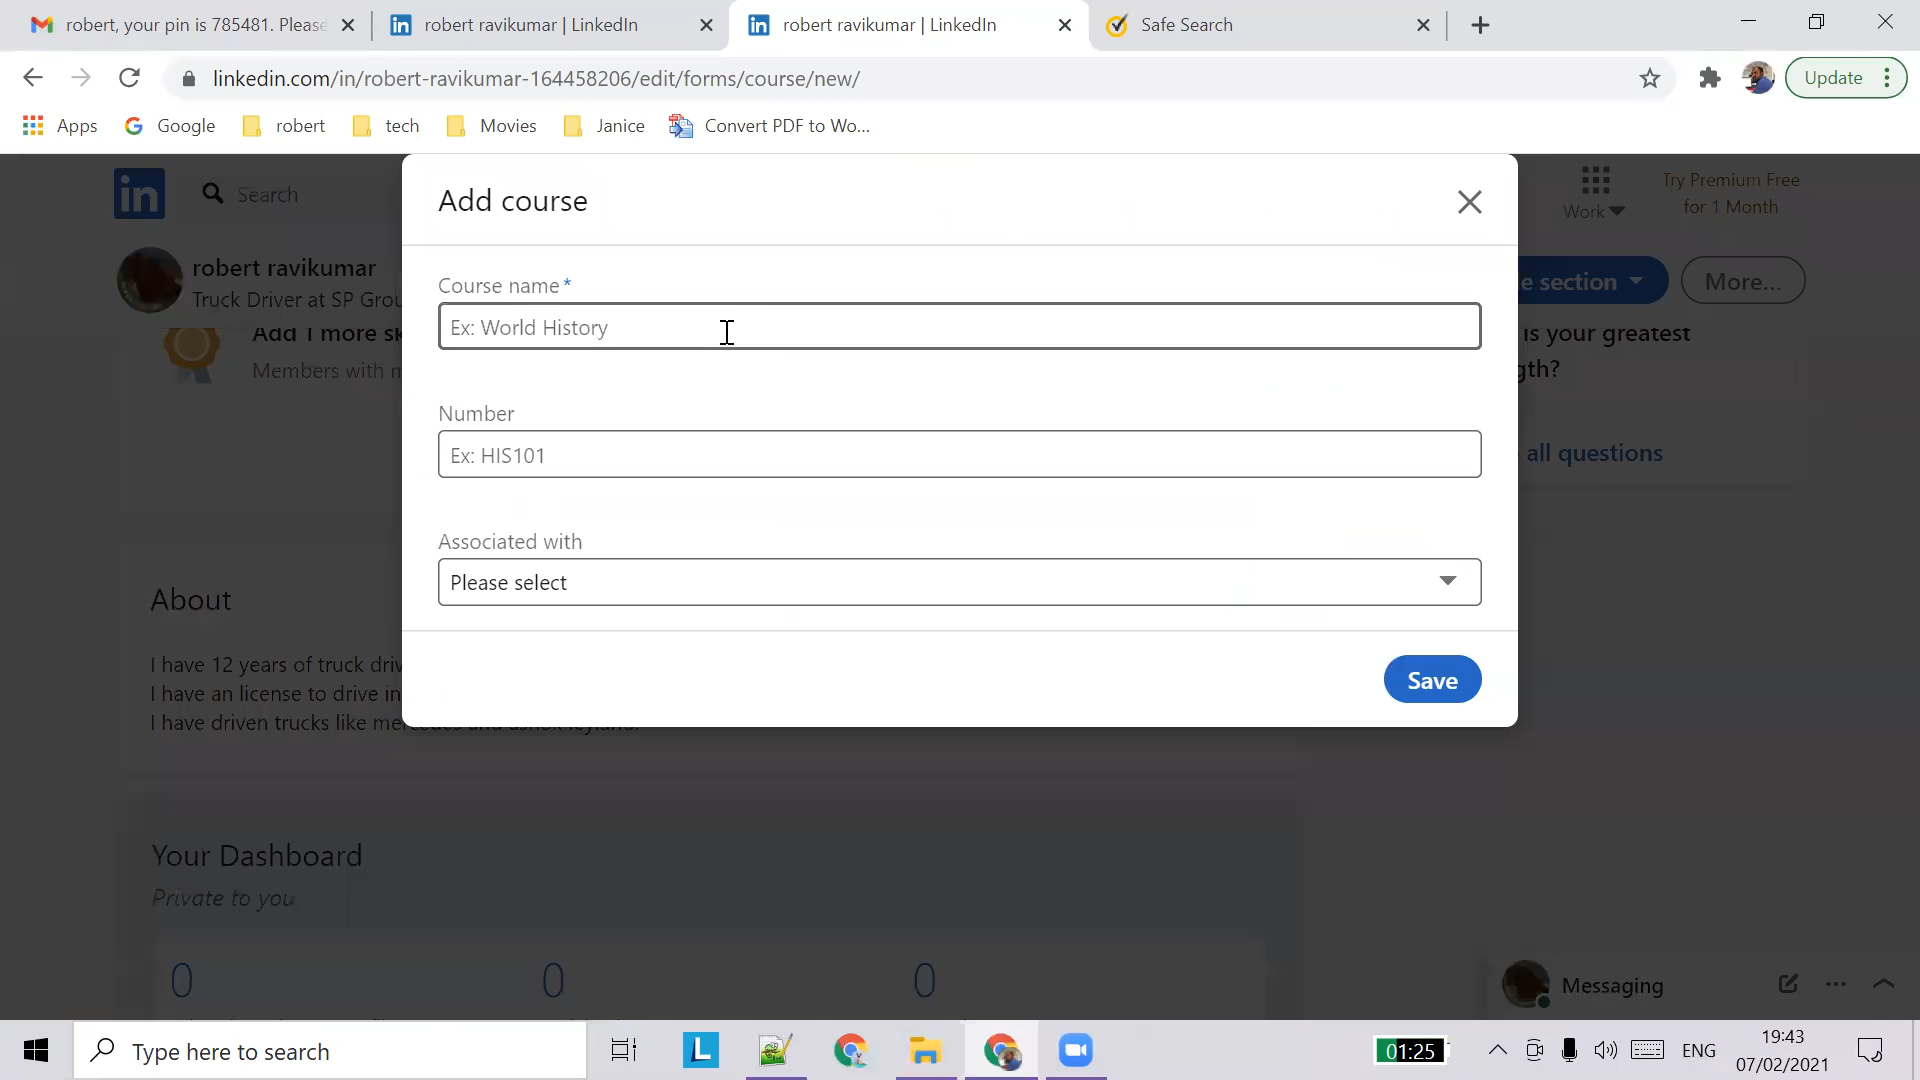 robert, your pin is 785481. Please
robert ravikumar | LinkedIn
robert ravikumar | LinkedIn
Safe Search
linkedin.com/in/robert-ravikumar-164458206/edit/forms/course/new/
Update
Apps
Google
robert
tech
Movies
Janice
Convert PDF to Wo...
in
Search
Work
Try Premium Free
for 1 Month
Add course
robert ravikumar
Truck Driver at SP Grou
e section
More...
Course name*
Ex: World History
Add 1 more sk
Members with m
is your greatest
gth?
Number
Ex: HIS101
all questions
Associated with
Please select
About
I have 12 years of truck driv
I have an license to drive in
I have driven trucks like mercedes and ashok leyland.
Save
Your Dashboard
Private to you
0
0
0
Messaging
Type here to search
L
01:25
ENG
19:43
07/02/2021